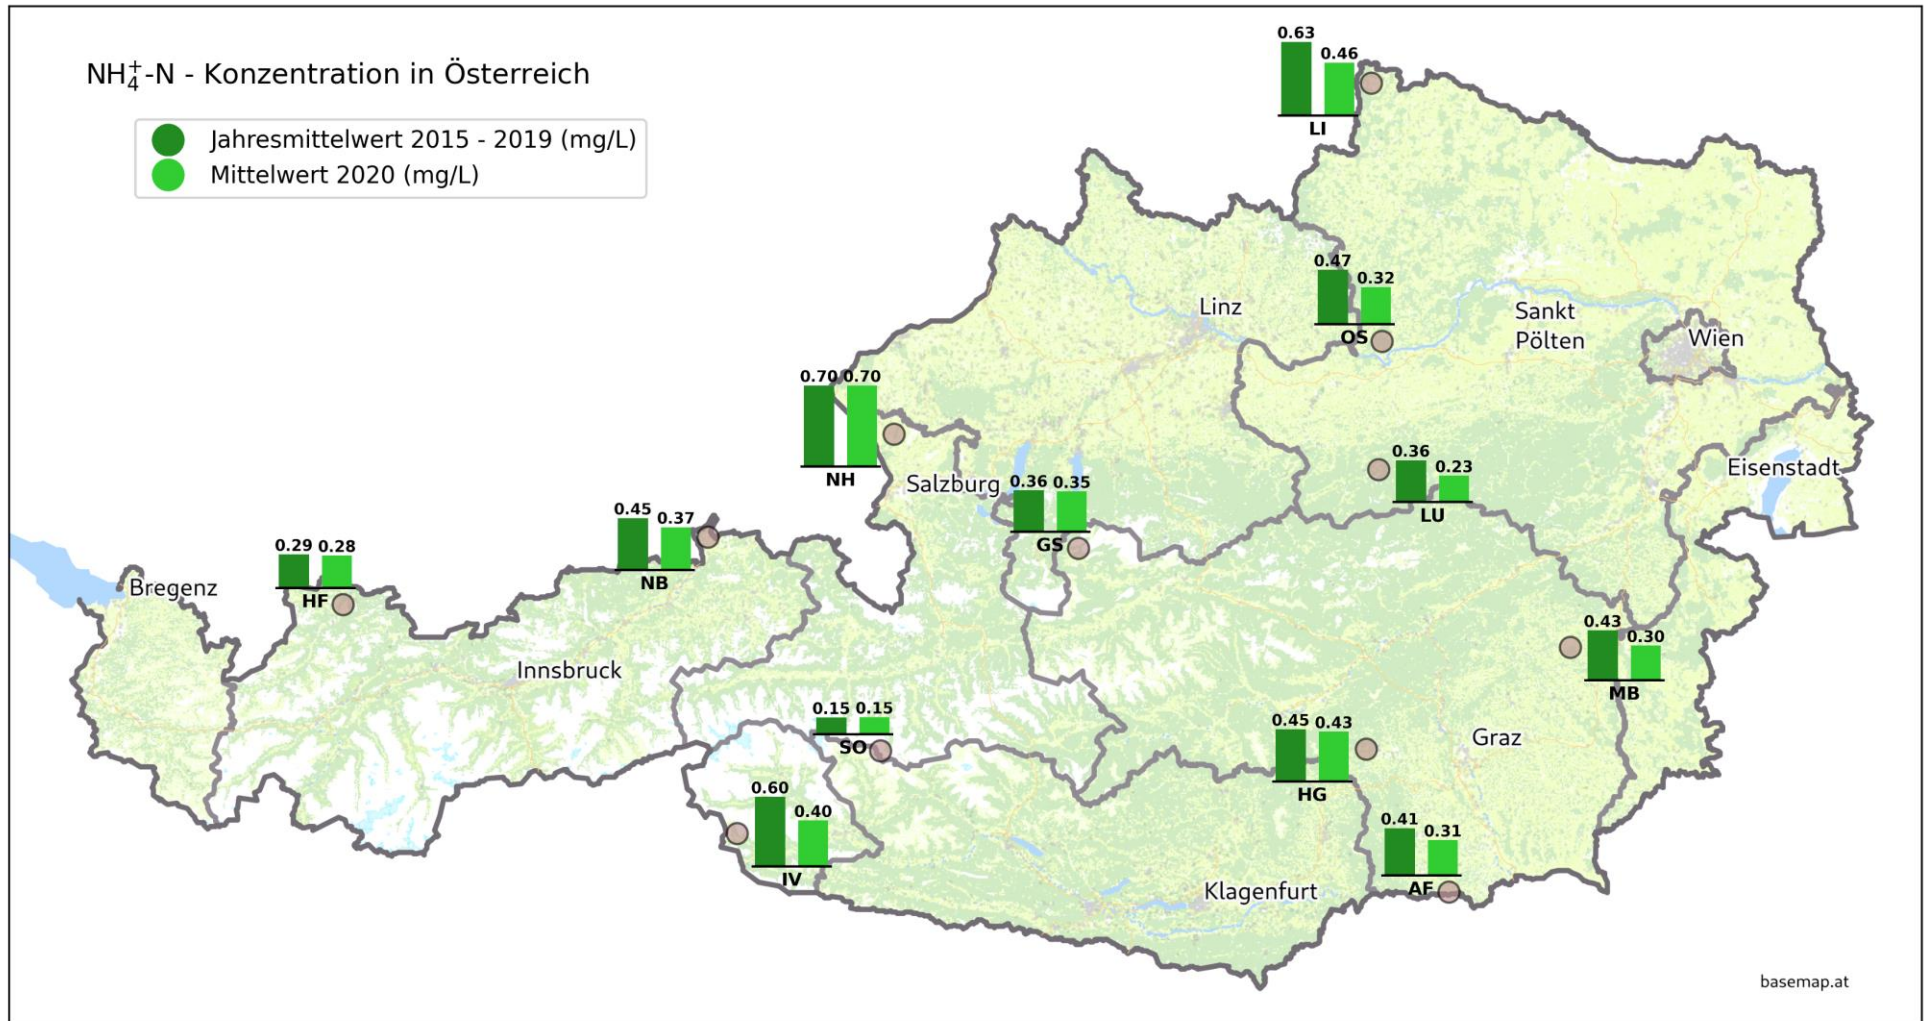 NH₄⁺-N - Konzentration in Österreich
Jahresmittelwert 2015 - 2019 (mg/L)
Mittelwert 2020 (mg/L)
0.63 0.46
LI
0.47 0.32
OS
Linz
Sankt
Pölten
Wien
0.70 0.70
NH
Salzburg
0.36 0.35
GS
0.36 0.23
LU
Eisenstadt
0.45 0.37
NB
0.29 0.28
HF
Bregenz
Innsbruck
0.43 0.30
MB
0.15 0.15
SO
0.45 0.43
HG
Graz
0.60 0.40
IV
0.41 0.31
AF
Klagenfurt
basemap.at